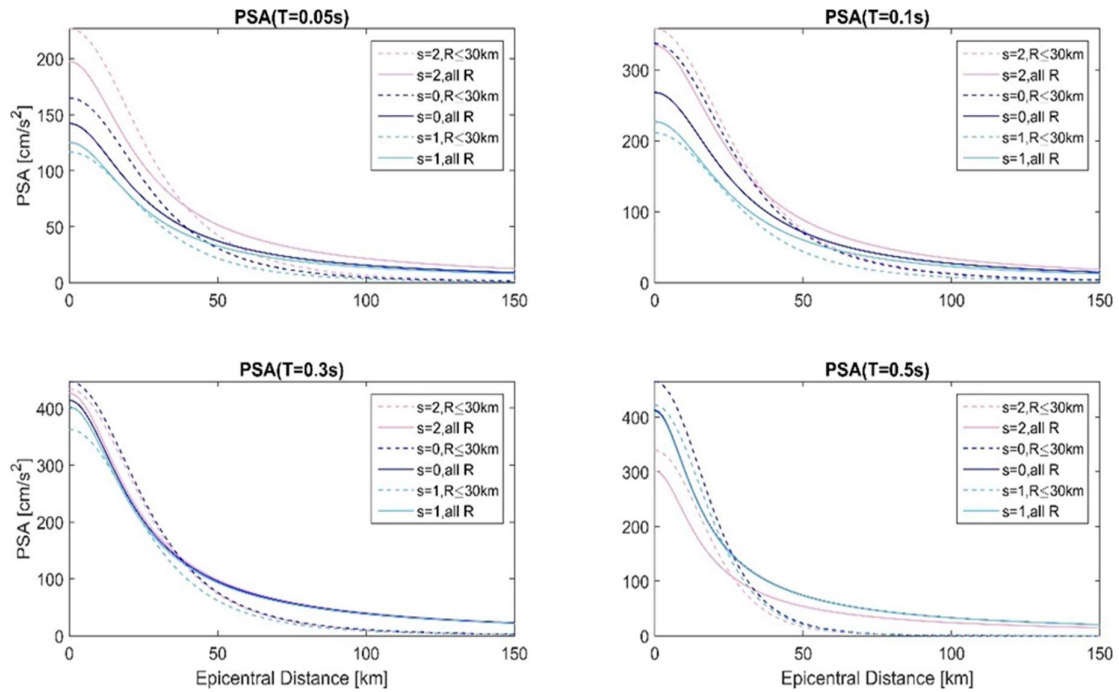 PSA(T=0.05s)
PSA [cm/s²]
200
150
100
50
0
s=2,R≤30km
s=2,all R
s=0,R≤30km
s=0,all R
s=1,R≤30km
s=1,all R
0 50 100 150
PSA(T=0.1s)
300
200
100
0
s=2,R≤30km
s=2,all R
s=0,R≤30km
s=0,all R
s=1,R≤30km
s=1,all R
0 50 100 150
PSA(T=0.3s)
PSA [cm/s²]
400
300
200
100
0
s=2,R≤30km
s=2,all R
s=0,R≤30km
s=0,all R
s=1,R≤30km
s=1,all R
0 50 100 150
Epicentral Distance [km]
PSA(T=0.5s)
400
300
200
100
0
s=2,R≤30km
s=2,all R
s=0,R≤30km
s=0,all R
s=1,R≤30km
s=1,all R
0 50 100 150
Epicentral Distance [km]